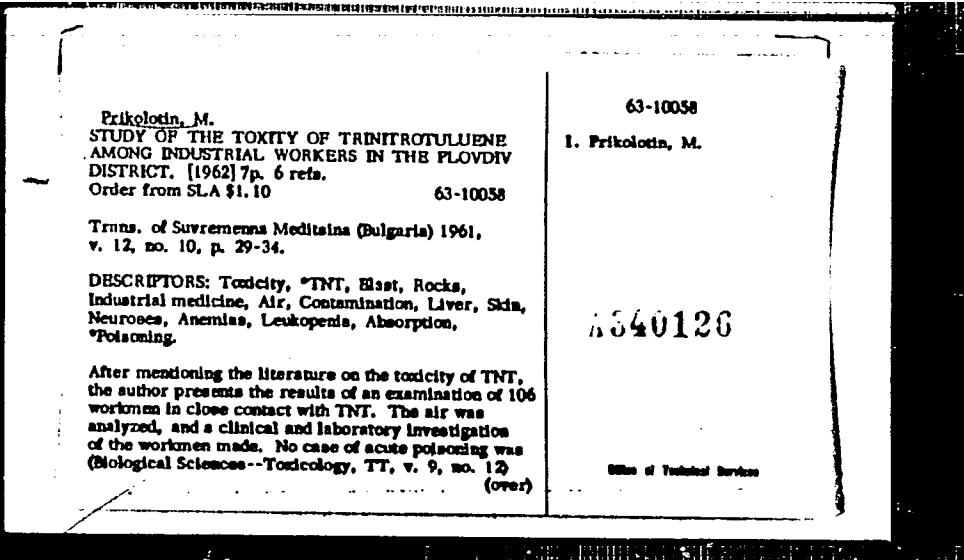 Prikolotin, M.
STUDY OF THE TOXITY OF TRINITROTULUENE
AMONG INDUSTRIAL WORKERS IN THE PLOVDIV
DISTRICT. [1962] 7p. 6 refs.
Order from SLA $1.10 63-10058
Trans. of Suvremenna Meditsina (Bulgaria) 1961,
v. 12, no. 10, p. 29-34.
DESCRIPTORS: Toxicity, *TNT, Blast, Rocks,
Industrial medicine, Air, Contamination, Liver, Skin,
Neuroses, Anemias, Leukopenia, Absorption,
*Poisoning.
After mentioning the literature on the toxicity of TNT,
the author presents the results of an examination of 106
workmen in close contact with TNT. The air was
analyzed, and a clinical and laboratory investigation
of the workmen made. No case of acute poisoning was
(Biological Sciences--Toxicology, TT, v. 9, no. 12)
(over)
63-10058
I. Prikolotin, M.
A340126
Office of Technical Services